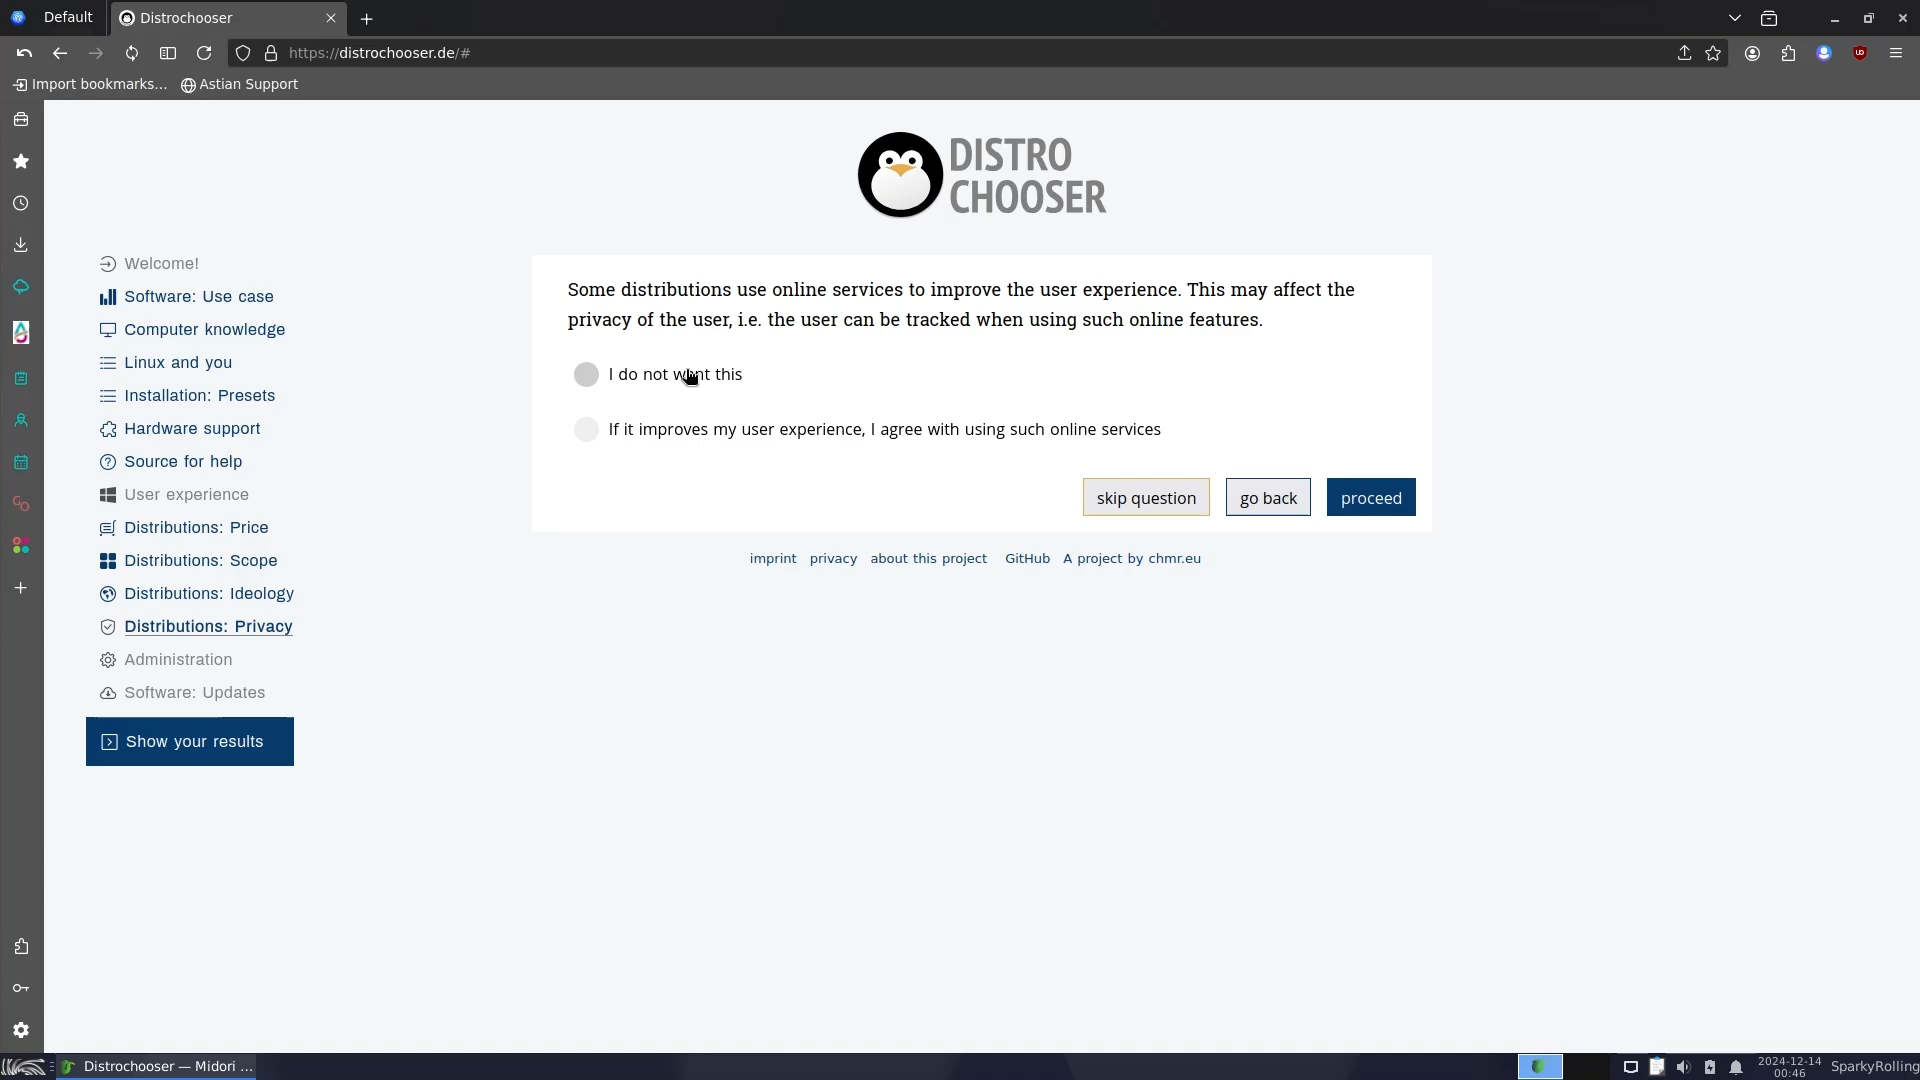 Default
Distrochooser
https://distrochooser.de/#
Import bookmarks...
Astian Support
DISTRO
CHOOSER
Welcome!
Software: Use case
Computer knowledge
Linux and you
Installation: Presets
Hardware support
Source for help
User experience
Distributions: Price
Distributions: Scope
Distributions: Ideology
Distributions: Privacy
Administration
Software: Updates
Show your results
Some distributions use online services to improve the user experience. This may affect the
privacy of the user, i.e. the user can be tracked when using such online features.
I do not want this
If it improves my user experience, I agree with using such online services
skip question
go back
proceed
imprint privacy about this project GitHub A project by chmr.eu
Distrochooser — Midori ...
2024-12-14
00:46
SparkyRolling